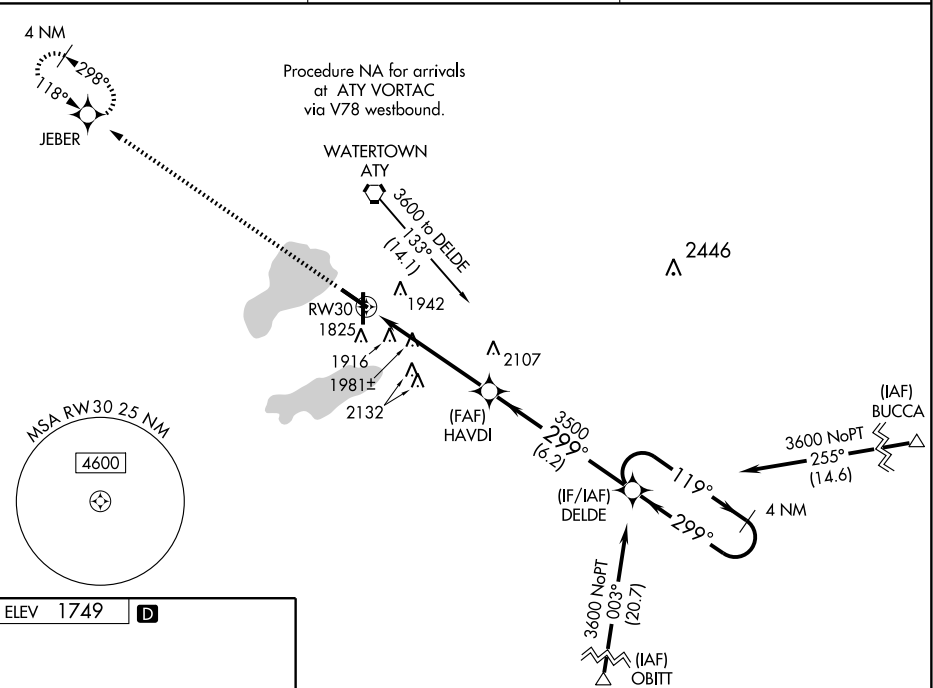 4 NM
298°
118°
JEBER
Procedure NA for arrivals
at ATY VORTAC
via V78 westbound.
WATERTOWN
ATY
3600 to DELDE
133°
(14.1)
2446
1942
RW30
1825
1916
1981±
2132
2107
(FAF)
HAVDI
3500
299°
(6.2)
(IAF)
BUCCA
3600 NoPT
255°
(14.6)
MSA RW30 25 NM
4600
(IF/IAF)
DELDE
119°
299°
4 NM
3600 NoPT
003°
(20.7)
(IAF)
OBITT
ELEV 1749 D